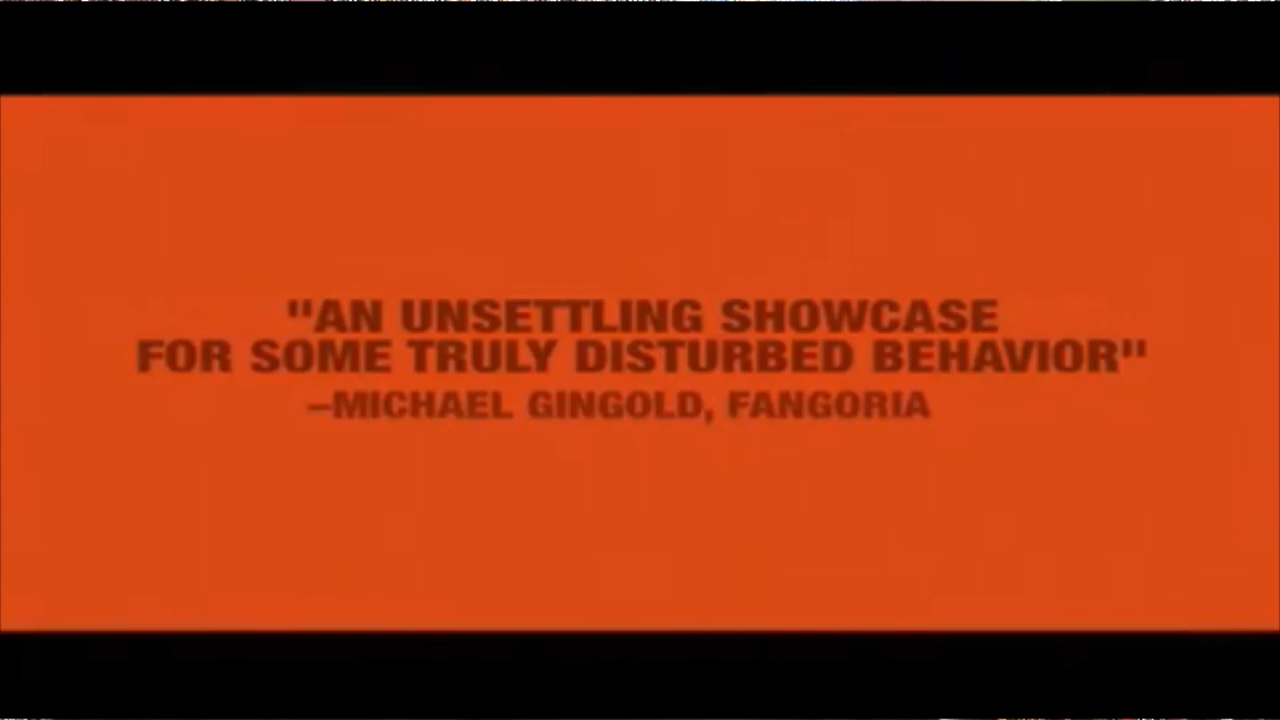 "AN UNSETTLING SHOWCASE
FOR SOME TRULY DISTURBED BEHAVIOR"
–MICHAEL GINGOLD, FANGORIA